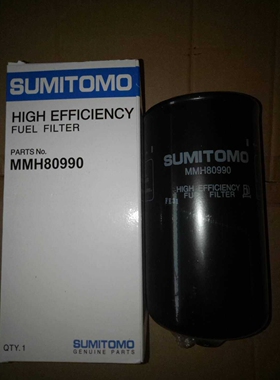 SUMITOMO
HIGH EFFICIENCY
FUEL FILTER
PARTS No.
MMH80990
QTY. 1
SUMITOMO
GENUINE PARTS
SUMITOMO
MMH80990
HIGH EFFICIENCY
FUEL FILTER